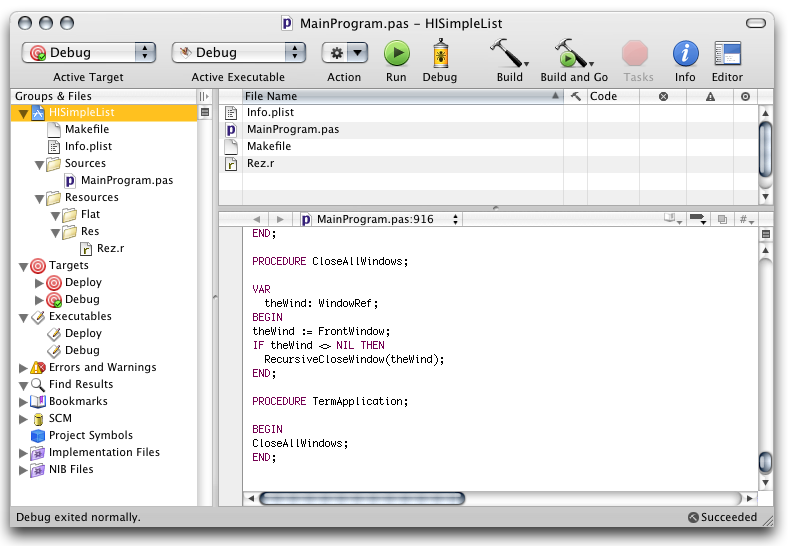 MainProgram.pas – HISimpleList
Debug
Debug
Active Target
Active Executable
Action
Run
Debug
Build
Build and Go
Tasks
Info
Editor
Groups & Files
HISimpleList
Makefile
Info.plist
Sources
MainProgram.pas
Resources
Flat
Res
Rez.r
Targets
Deploy
Debug
Executables
Deploy
Debug
Errors and Warnings
Find Results
Bookmarks
SCM
Project Symbols
Implementation Files
NIB Files
File Name
Code
Info.plist
MainProgram.pas
Makefile
Rez.r
MainProgram.pas:916
#
END;
PROCEDURE CloseAllWindows;
VAR
theWind: WindowRef;
BEGIN
theWind := FrontWindow;
IF theWind <> NIL THEN
RecursiveCloseWindow(theWind);
END;
PROCEDURE TermApplication;
BEGIN
CloseAllWindows;
END;
Debug exited normally.
Succeeded